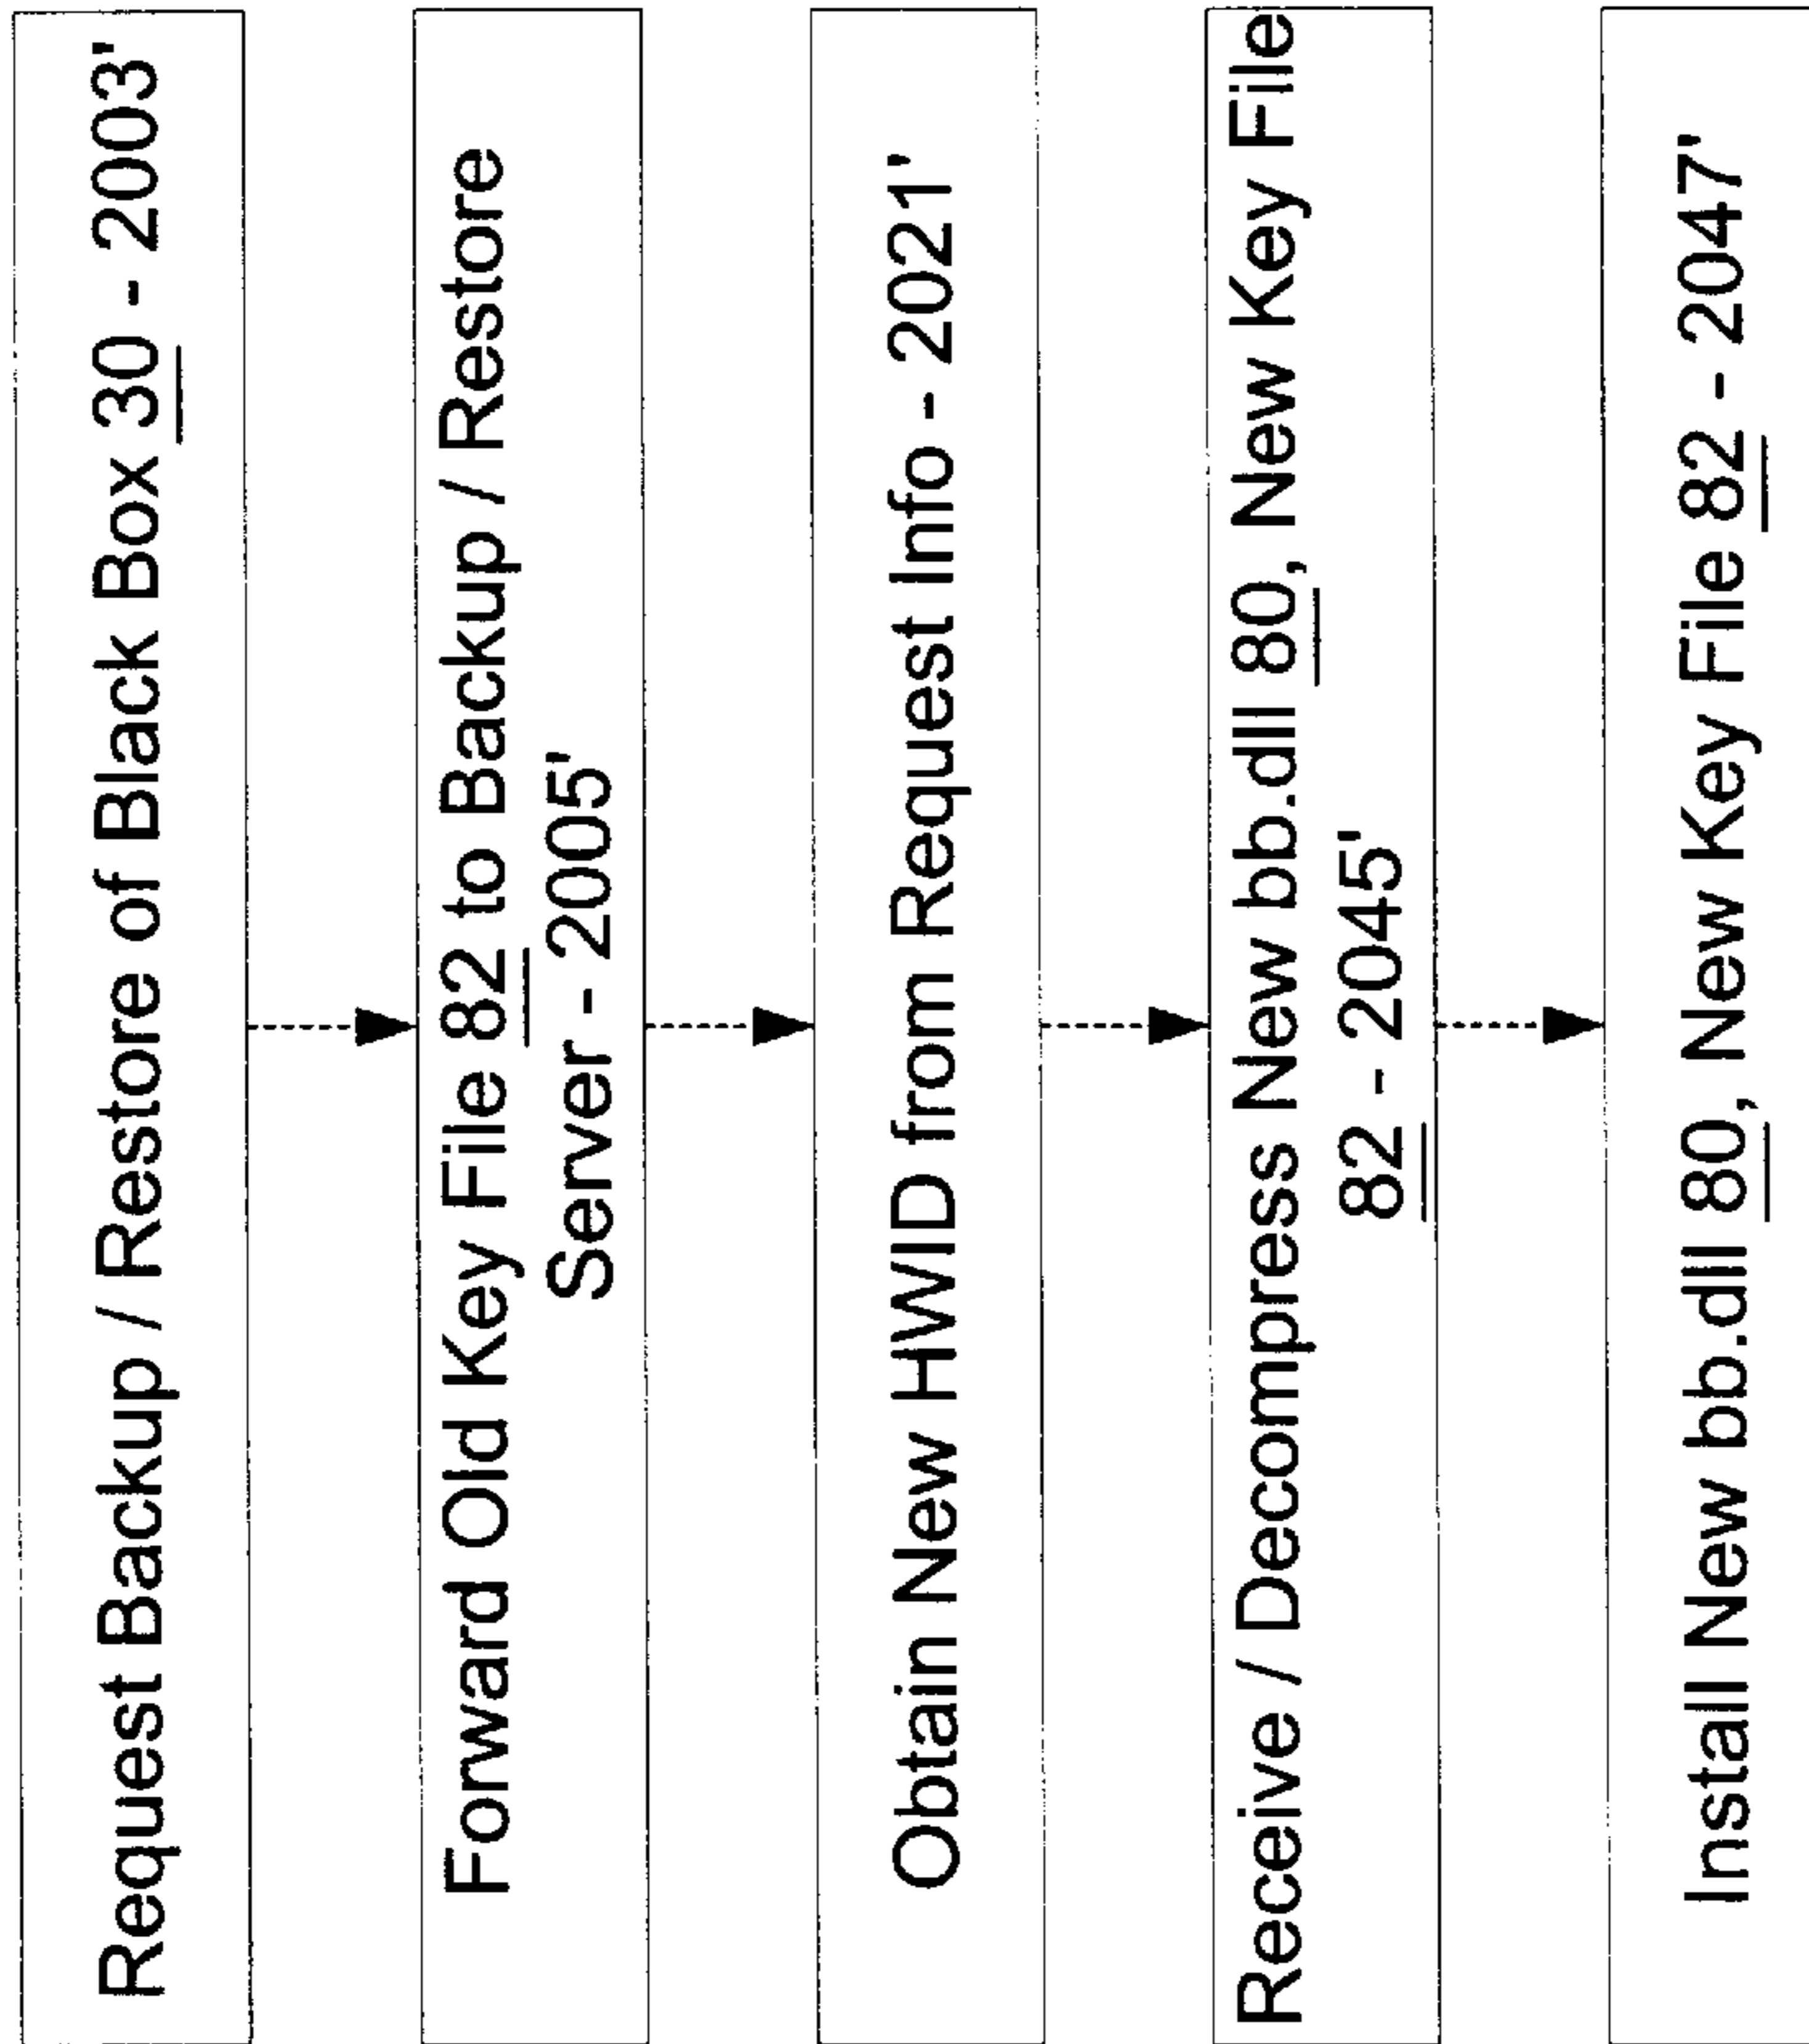 Request Backup / Restore of Black Box 30 - 2003'
Forward Old Key File 82 to Backup / Restore
Server - 2005'
Obtain New HWID from Request Info - 2021'
Receive / Decompress New bb.dll 80, New Key File
82 - 2045'
Install New bb.dll 80, New Key File 82 - 2047'